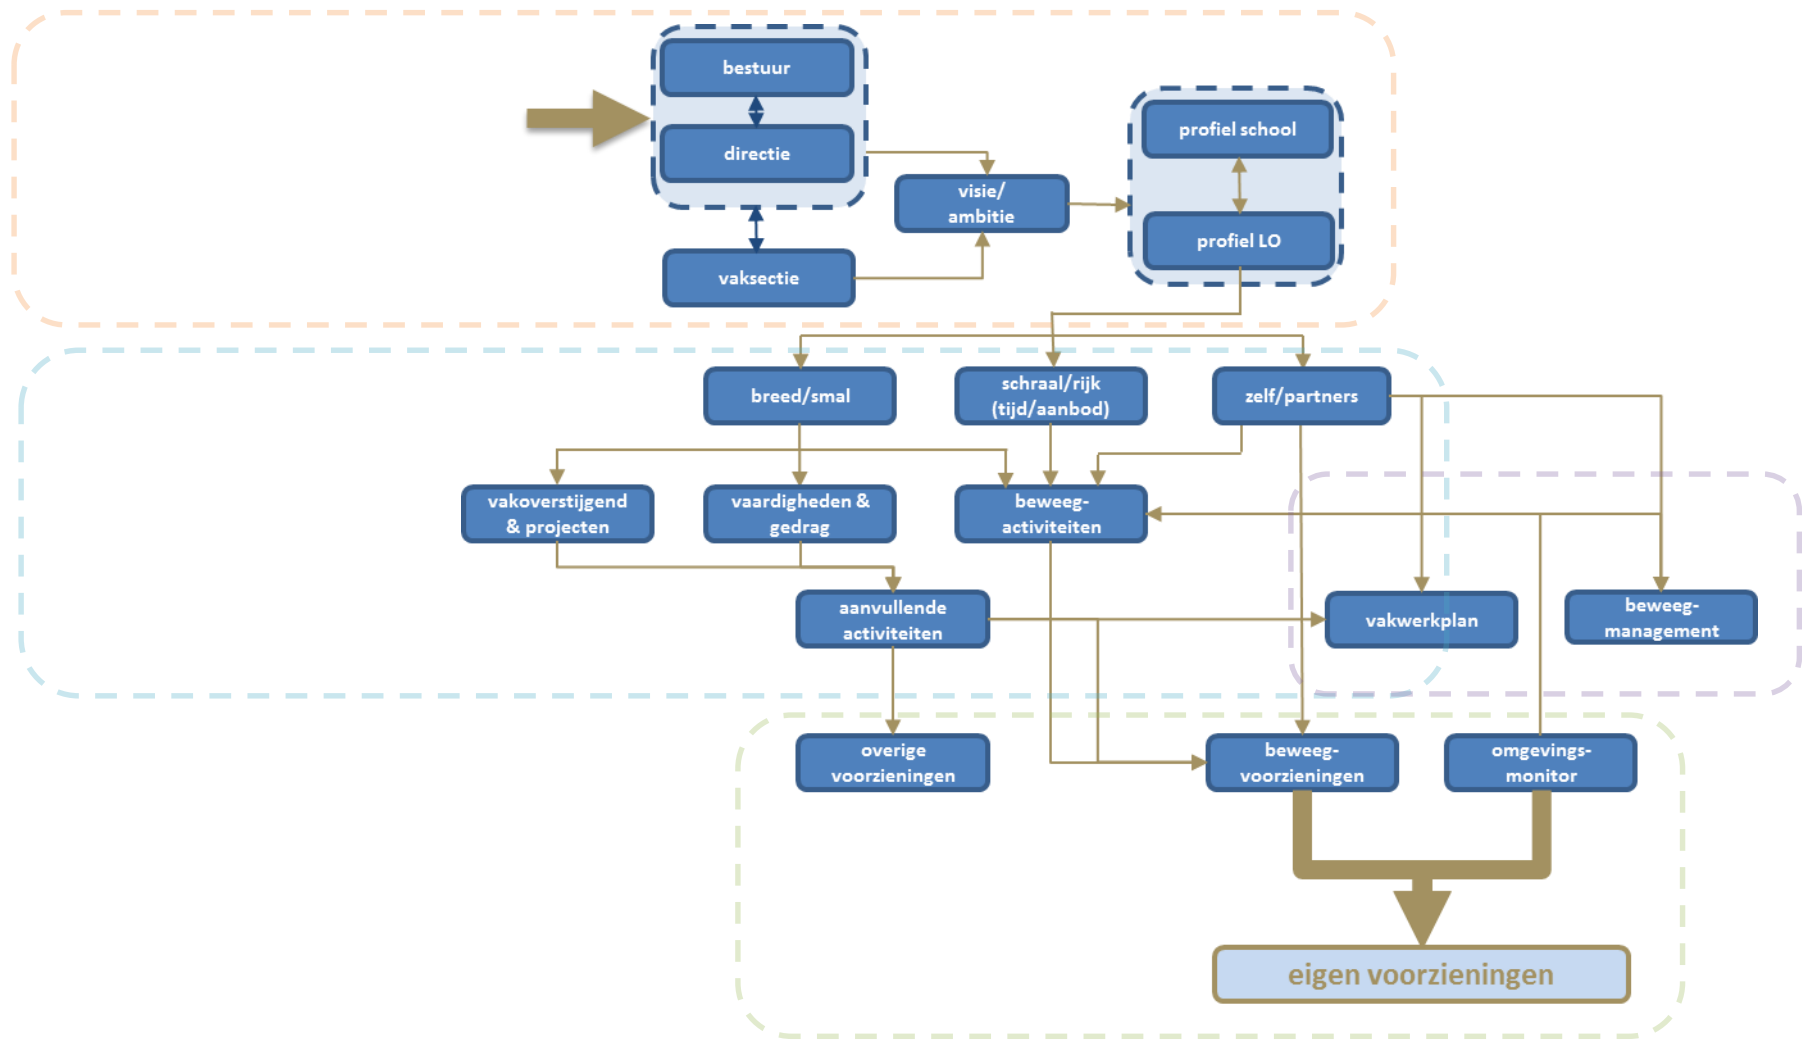 bestuur
directie
profiel school
visie/
ambitie
profiel LO
vaksectie
breed/smal
schraal/rijk
(tijd/aanbod)
zelf/partners
vakoverstijgend
& projecten
vaardigheden &
gedrag
beweeg-
activiteiten
aanvullende
activiteiten
vakwerkplan
beweeg-
management
overige
voorzieningen
beweeg-
voorzieningen
omgevings-
monitor
eigen voorzieningen